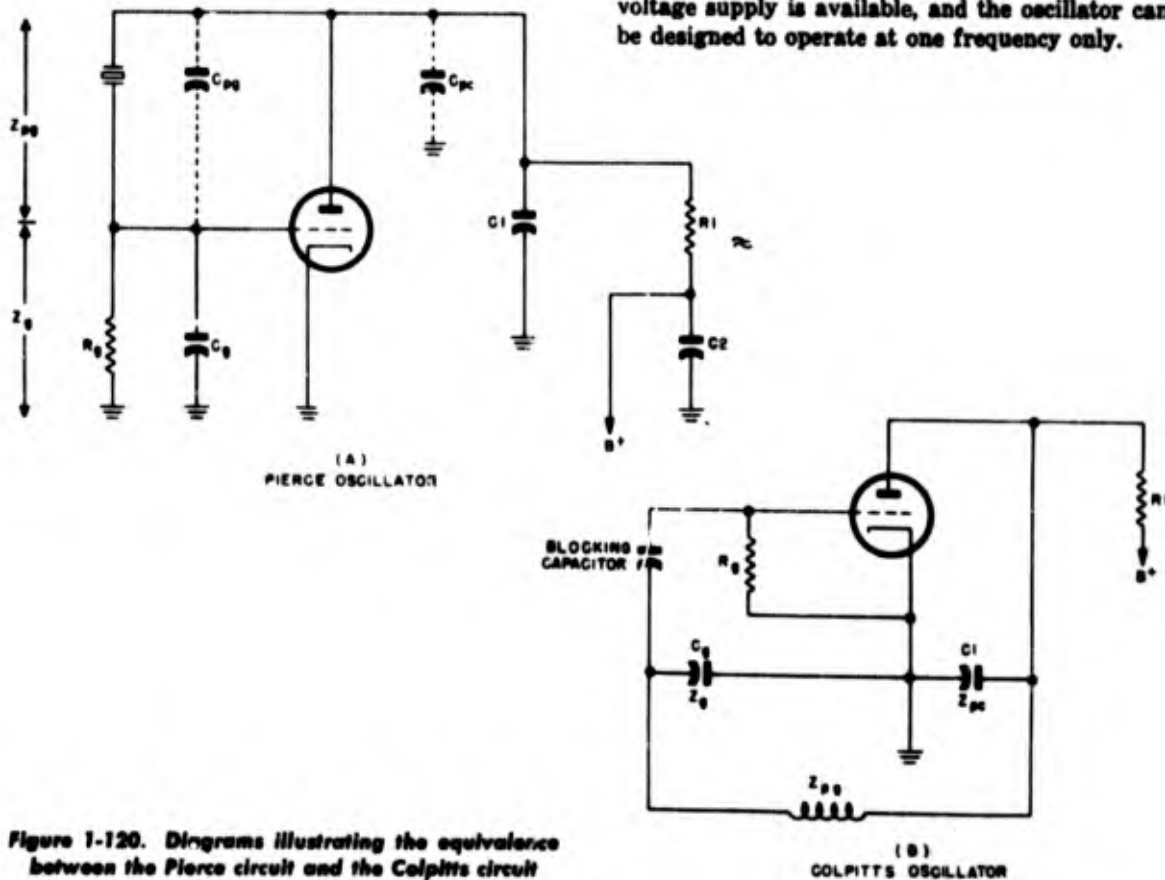 voltage supply is available, and the oscillator can
be designed to operate at one frequency only.
Zpg
Zg
Cpg
Cpc
Rg
Cg
C1
R1
C2
B+
(A)
PIERCE OSCILLATOR
BLOCKING
CAPACITOR
Rg
R1
B+
Cg
Zg
C1
Zpc
Zpg
(B)
COLPITTS OSCILLATOR
Figure 1-120. Diagrams illustrating the equivalence
between the Pierce circuit and the Colpitts circuit